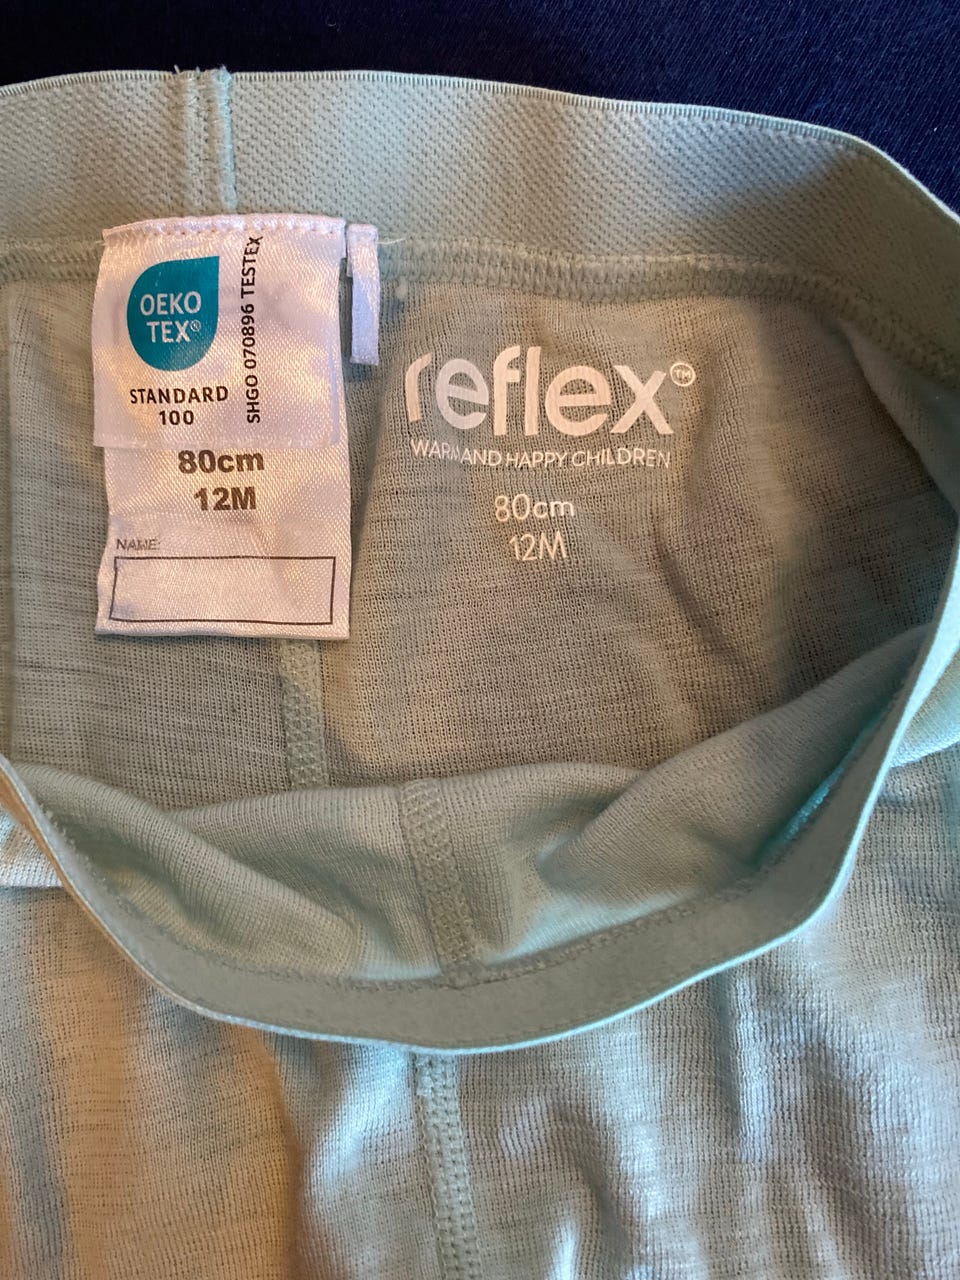 OEKO
TEX®
STANDARD
100
SHGO 070896 TESTEX
80cm
12M
NAME:
reflex™
WARM AND HAPPY CHILDREN
80cm
12M